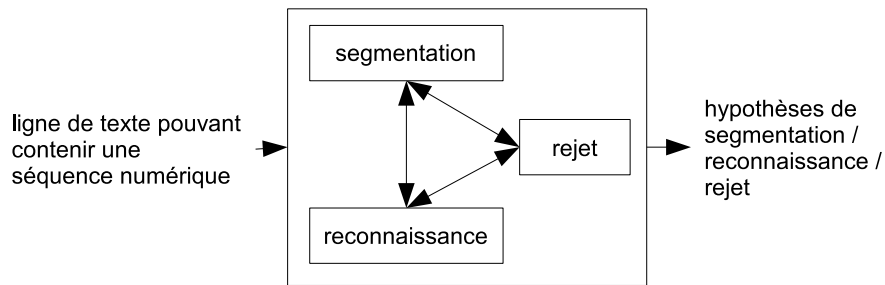 segmentation
ligne de texte pouvant
contenir une
séquence numérique
rejet
reconnaissance
hypothèses de
segmentation /
reconnaissance /
rejet